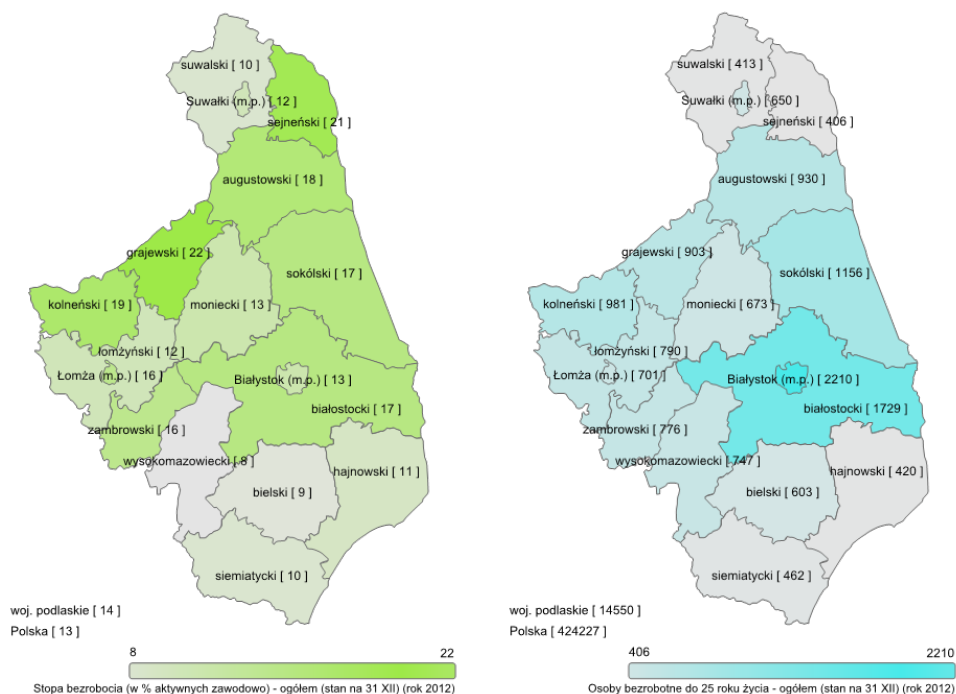 suwalski [ 10 ]
Suwałki (m.p.) [ 12 ]
sejneński [ 21 ]
augustowski [ 18 ]
grajewski [ 22 ]
sokólski [ 17 ]
kolneński [ 19 ]
moniecki [ 13 ]
łomżyński [ 12 ]
Łomża (m.p.) [ 16 ]
Białystok (m.p.) [ 13 ]
białostocki [ 17 ]
zambrowski [ 16 ]
wysokomazowiecki [ 8 ]
hajnowski [ 11 ]
bielski [ 9 ]
siemiatycki [ 10 ]
woj. podlaskie [ 14 ]
Polska [ 13 ]
8 22
Stopa bezrobocia (w % aktywnych zawodowo) - ogółem (stan na 31 XII) (rok 2012)
suwalski [ 413 ]
Suwałki (m.p.) [ 650 ]
sejneński [ 406 ]
augustowski [ 930 ]
grajewski [ 903 ]
sokólski [ 1156 ]
kolneński [ 981 ]
moniecki [ 673 ]
łomżyński [ 790 ]
Łomża (m.p.) [ 701 ]
Białystok (m.p.) [ 2210 ]
białostocki [ 1729 ]
zambrowski [ 776 ]
wysokomazowiecki [ 747 ]
hajnowski [ 420 ]
bielski [ 603 ]
siemiatycki [ 462 ]
woj. podlaskie [ 14550 ]
Polska [ 424227 ]
406 2210
Osoby bezrobotne do 25 roku życia - ogółem (stan na 31 XII) (rok 2012)